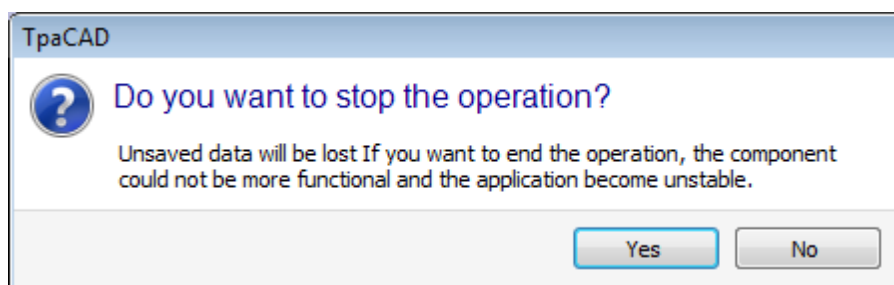 TpaCAD
Do you want to stop the operation?
Unsaved data will be lost If you want to end the operation, the component
could not be more functional and the application become unstable.
Yes
No